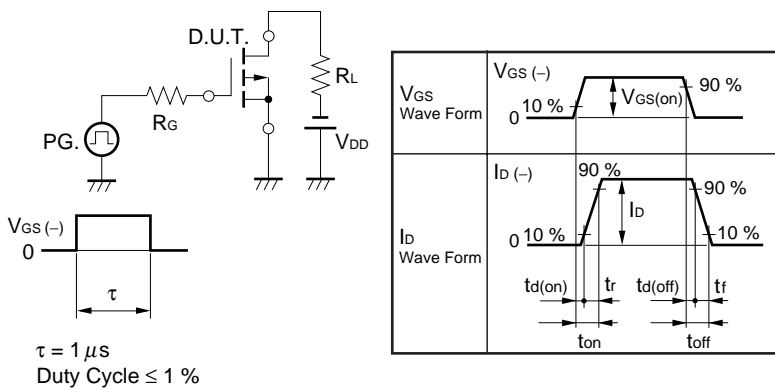 D.U.T.
RL
RG
PG.
VDD
VGS (−)
0
τ
τ = 1 μs
Duty Cycle ≤ 1 %
VGS
Wave Form
VGS (−)
10 %
0
VGS(on)
90 %
ID
Wave Form
ID (−)
90 %
90 %
ID
0 10 %
10 %
td(on) tr td(off) tf
ton toff